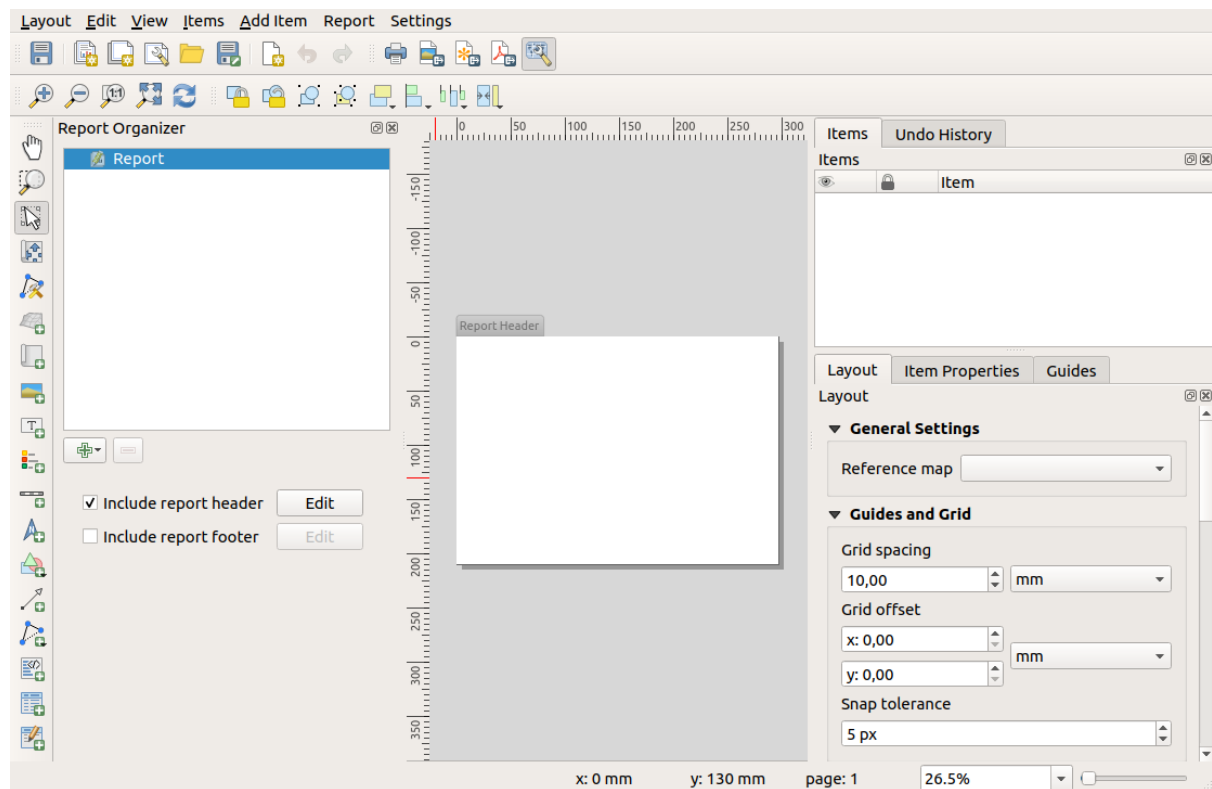 Layout Edit View Items Add Item Report Settings
1:1
Report Organizer
Report
Include report header Edit
Include report footer Edit
0 50 100 150 200 250 300
-150
-100
-50
0
50
100
150
200
250
300
350
Report Header
Items Undo History
Items
Item
Layout Item Properties Guides
Layout
General Settings
Reference map
Guides and Grid
Grid spacing
10,00 mm
Grid offset
x: 0,00
mm
y: 0,00
Snap tolerance
5 px
x: 0 mm y: 130 mm page: 1 26.5%